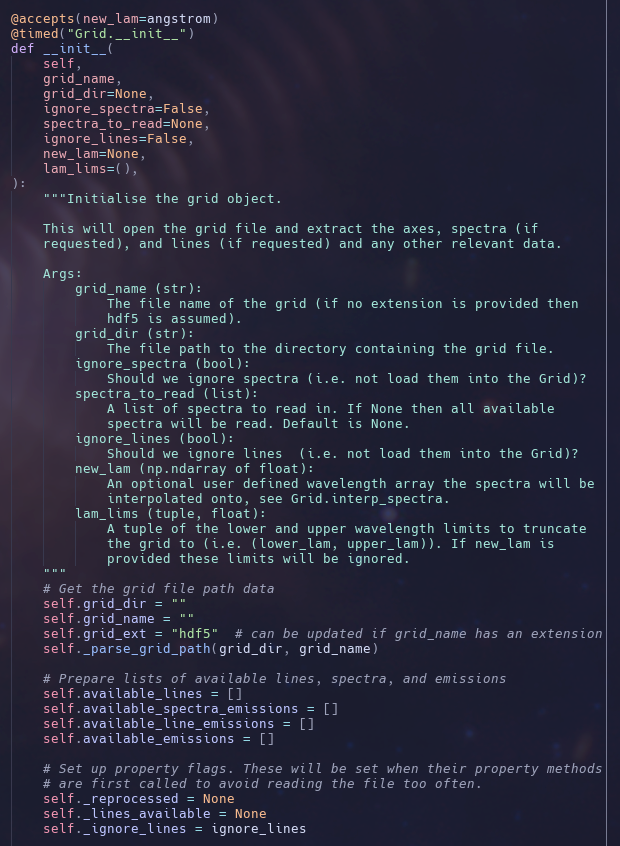 @accepts(new_lam=angstrom)
@timed("Grid.__init__")
def __init__(
    self,
    grid_name,
    grid_dir=None,
    ignore_spectra=False,
    spectra_to_read=None,
    ignore_lines=False,
    new_lam=None,
    lam_lims=(),
):
    """Initialise the grid object.

    This will open the grid file and extract the axes, spectra (if
    requested), and lines (if requested) and any other relevant data.

    Args:
        grid_name (str):
            The file name of the grid (if no extension is provided then
            hdf5 is assumed).
        grid_dir (str):
            The file path to the directory containing the grid file.
        ignore_spectra (bool):
            Should we ignore spectra (i.e. not load them into the Grid)?
        spectra_to_read (list):
            A list of spectra to read in. If None then all available
            spectra will be read. Default is None.
        ignore_lines (bool):
            Should we ignore lines  (i.e. not load them into the Grid)?
        new_lam (np.ndarray of float):
            An optional user defined wavelength array the spectra will be
            interpolated onto, see Grid.interp_spectra.
        lam_lims (tuple, float):
            A tuple of the lower and upper wavelength limits to truncate
            the grid to (i.e. (lower_lam, upper_lam)). If new_lam is
            provided these limits will be ignored.
    """
    # Get the grid file path data
    self.grid_dir = ""
    self.grid_name = ""
    self.grid_ext = "hdf5"  # can be updated if grid_name has an extension
    self._parse_grid_path(grid_dir, grid_name)

    # Prepare lists of available lines, spectra, and emissions
    self.available_lines = []
    self.available_spectra_emissions = []
    self.available_line_emissions = []
    self.available_emissions = []

    # Set up property flags. These will be set when their property methods
    # are first called to avoid reading the file too often.
    self._reprocessed = None
    self._lines_available = None
    self._ignore_lines = ignore_lines